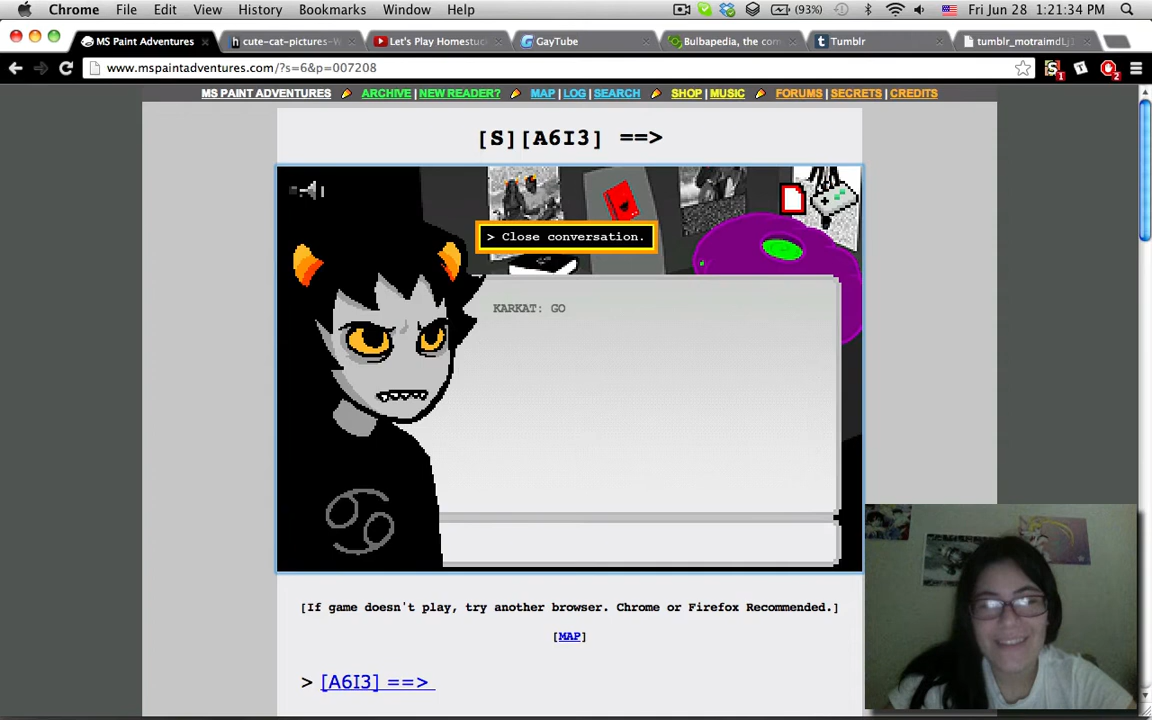 Chrome File Edit View History Bookmarks Window Help (93%) Fri Jun 28 1:21:34 PM
MS Paint Adventures cute-cat-pictures- Let's Play Homestuc GayTube Bulbapedia, the com Tumblr
www.mspaintadventures.com/?s=6&p=007208
MS PAINT ADVENTURES ARCHIVE | NEW READER? MAP | LOG | SEARCH SHOP | MUSIC FORUMS | SECRETS | CREDITS
[S][A6I3] ==>
> Close conversation.
KARKAT: GO
[If game doesn't play, try another browser. Chrome or Firefox Recommended.]
[MAP]
> [A6I3] ==>